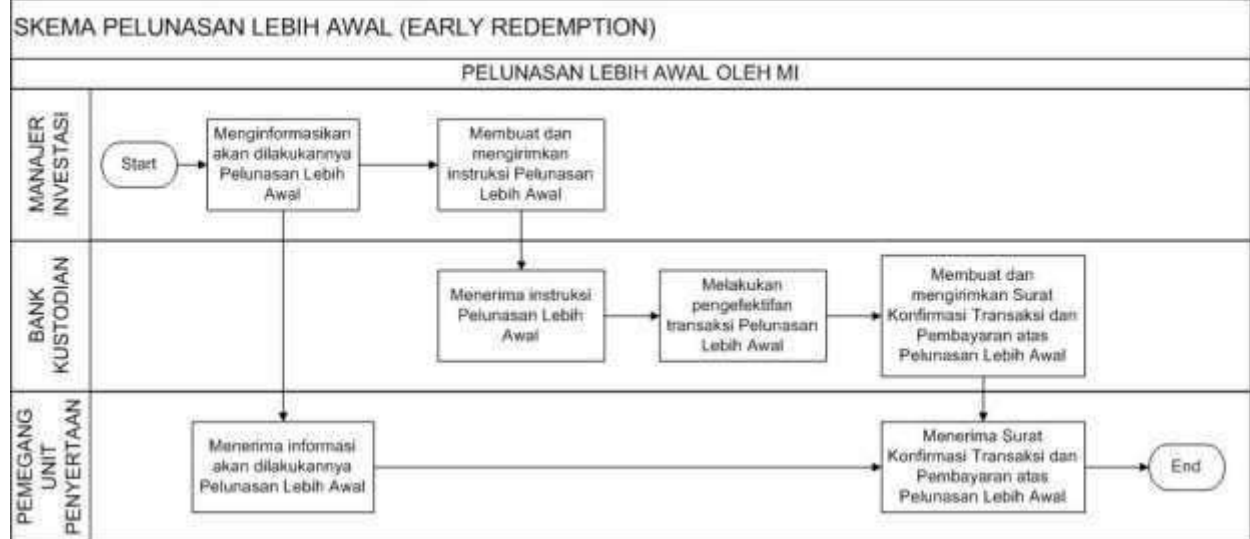 SKEMA PELUNASAN LEBIH AWAL (EARLY REDEMPTION)
PELUNASAN LEBIH AWAL OLEH MI
MANAJER
INVESTASI
Start
Menginformasikan
akan dilakukannya
Pelunasan Lebih
Awal
Membuat dan
mengirimkan
instruksi Pelunasan
Lebih Awal
BANK
KUSTODIAN
Menerima instruksi
Pelunasan Lebih
Awal
Melakukan
pengefektifan
transaksi Pelunasan
Lebih Awal
Membuat dan
mengirimkan Surat
Konfirmasi Transaksi dan
Pembayaran atas
Pelunasan Lebih Awal
PEMEGANG
UNIT
PENYERTAAN
Menerima informasi
akan dilakukannya
Pelunasan Lebih Awal
Menerima Surat
Konfirmasi Transaksi dan
Pembayaran atas
Pelunasan Lebih Awal
End